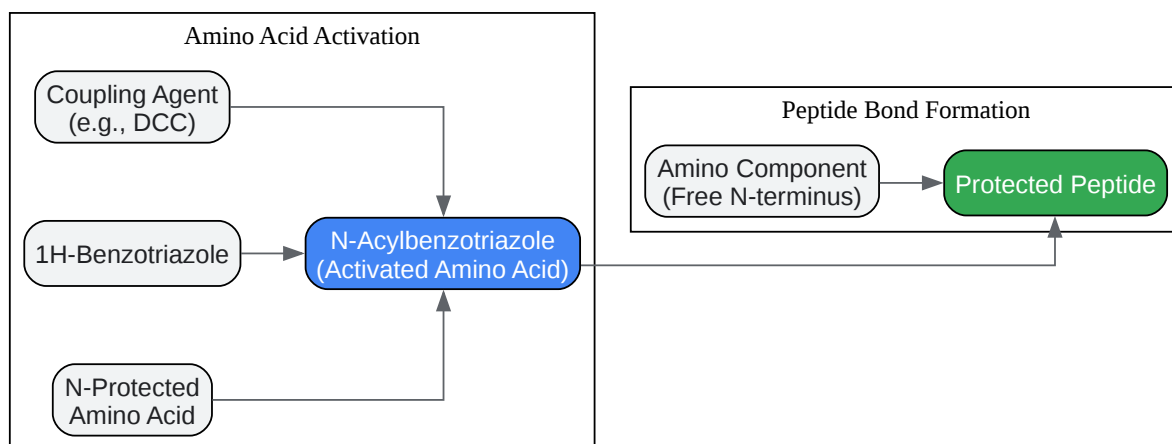 Amino Acid Activation
Coupling Agent
(e.g., DCC)
1H-Benzotriazole
N-Acylbenzotriazole
(Activated Amino Acid)
N-Protected
Amino Acid
Peptide Bond Formation
Amino Component
(Free N-terminus)
Protected Peptide